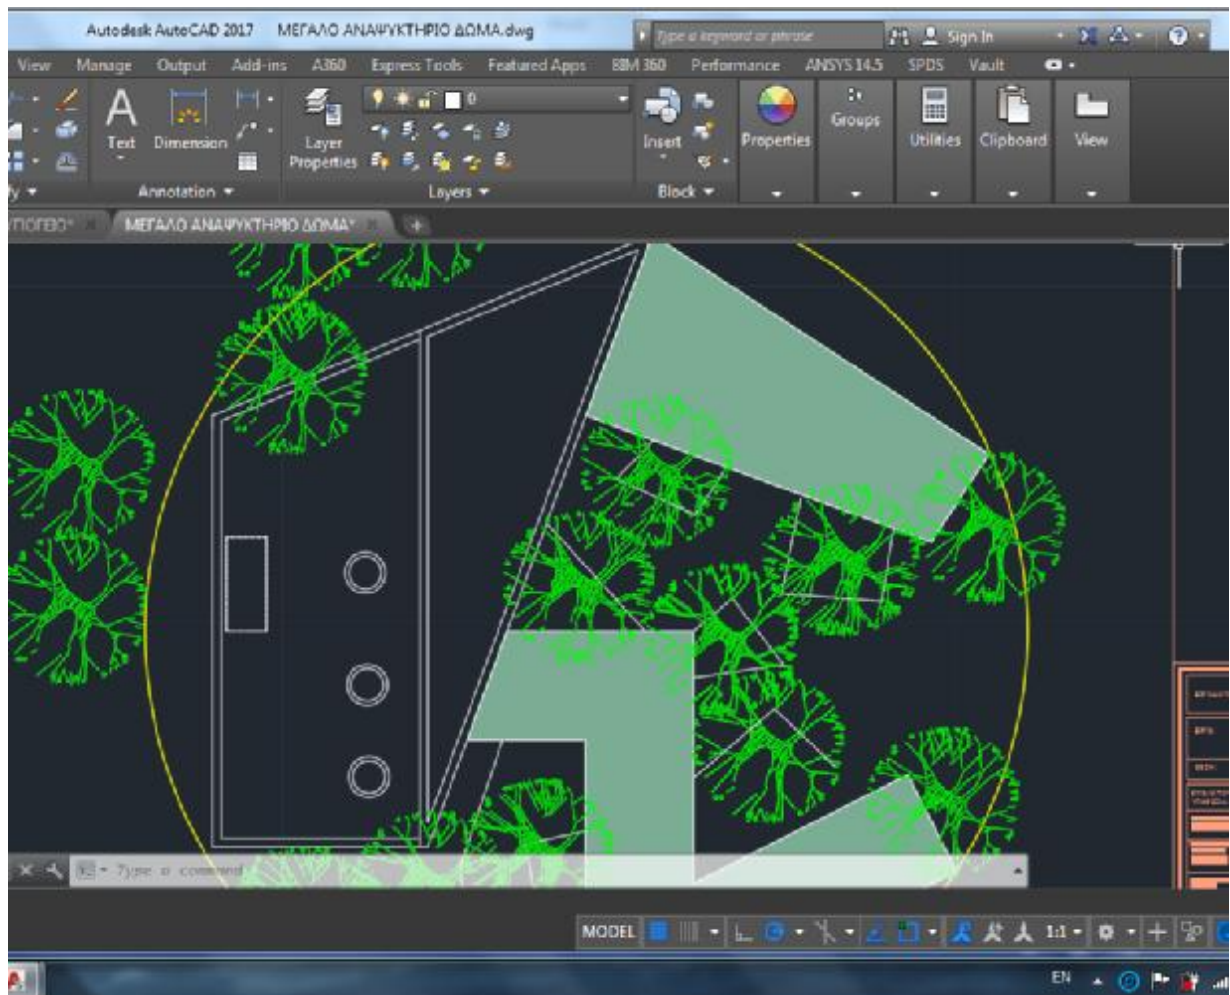 Autodesk AutoCAD 2017 ΜΕΓΑΛΟ ΑΝΑΨΥΚΤΗΡΙΟ ΔΩΜΑ.dwg Type a keyword or phrase Sign In
View Manage Output Add-ins A360 Express Tools Featured Apps BIM 360 Performance ANSYS 14.5 SPDS Vault
A 0
Text Dimension Layer Properties Insert Properties Groups Utilities Clipboard View
Annotation Layers Block
ΜΕΓΑΛΟ ΑΝΑΨΥΚΤΗΡΙΟ ΔΩΜΑ*
Type a command
MODEL 1:1
EN